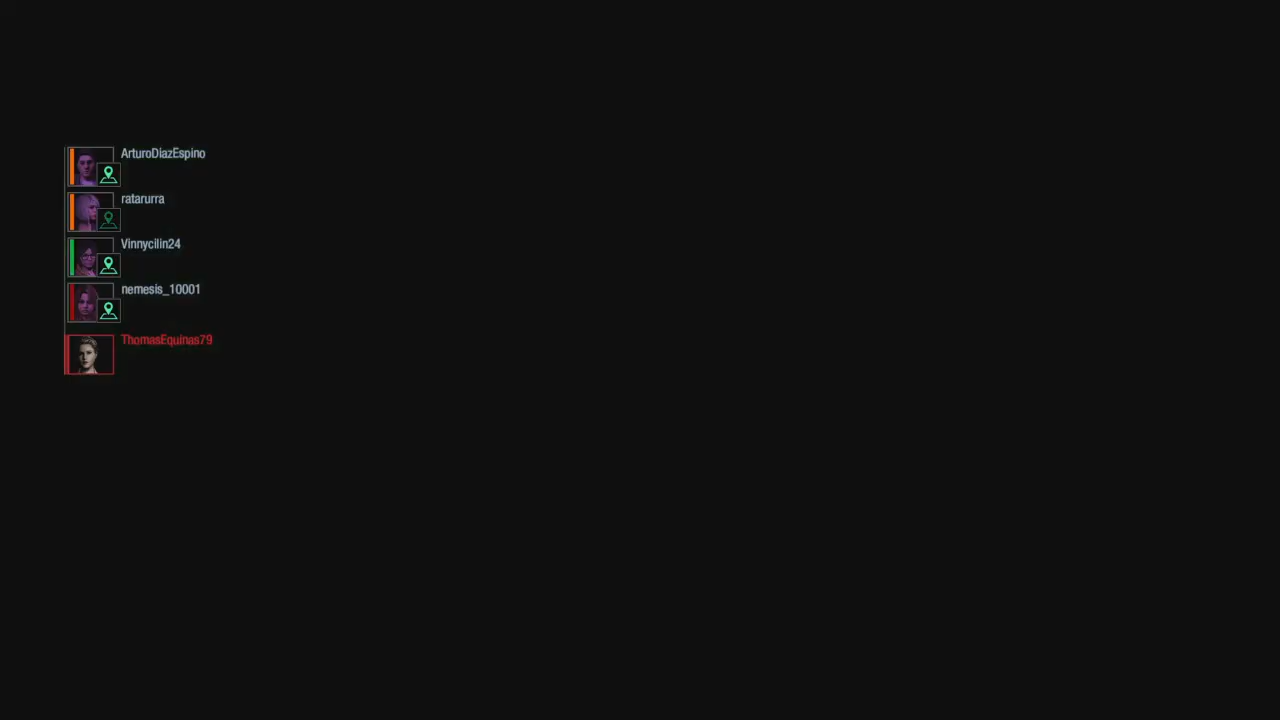 ArturoDiazEspino
ratarurra
Vinnycilin24
nemesis_10001
ThomasEquinas79